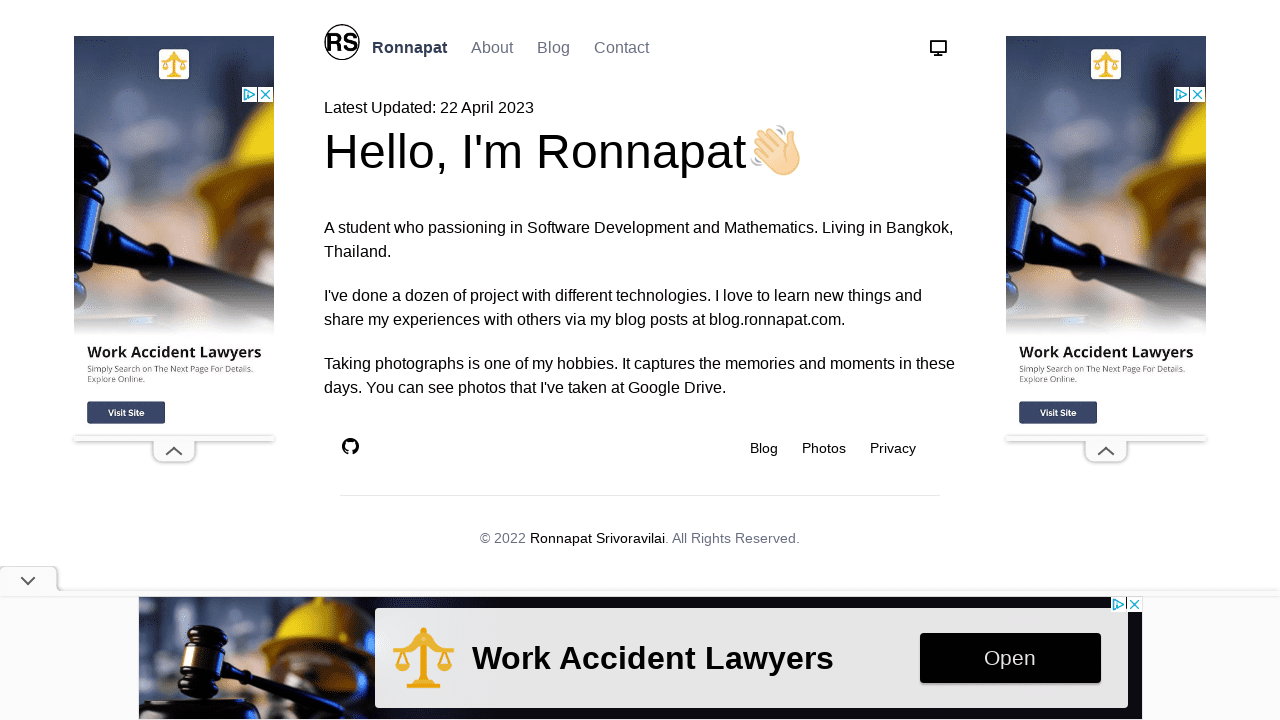 RS
Ronnapat
About
Blog
Contact
Latest Updated: 22 April 2023
Hello, I'm Ronnapat
A student who passioning in Software Development and Mathematics. Living in Bangkok,
Thailand.
I've done a dozen of project with different technologies. I love to learn new things and
share my experiences with others via my blog posts at blog.ronnapat.com.
Taking photographs is one of my hobbies. It captures the memories and moments in these
days. You can see photos that I've taken at Google Drive.
Blog
Photos
Privacy
© 2022 Ronnapat Srivoravilai. All Rights Reserved.
Work Accident Lawyers
Simply Search on The Next Page For Details.
Explore Online.
Visit Site
Work Accident Lawyers
Simply Search on The Next Page For Details.
Explore Online.
Visit Site
Work Accident Lawyers
Open